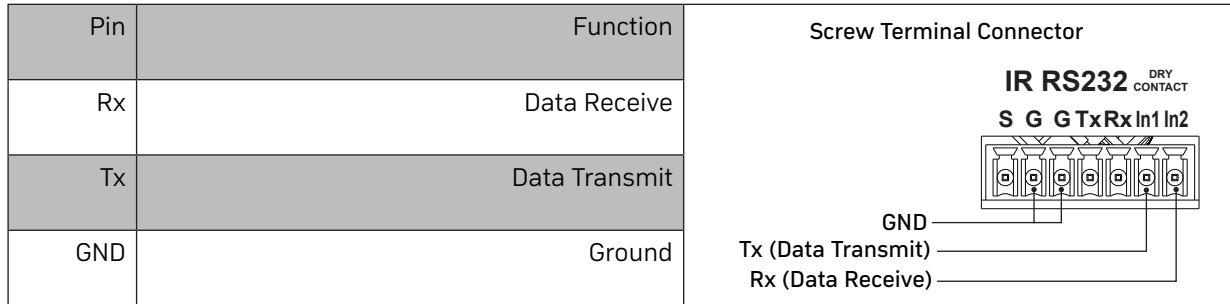 Pin Function
Rx Data Receive
Tx Data Transmit
GND Ground
Screw Terminal Connector
IR RS232 DRY CONTACT
S G G Tx Rx In1 In2
GND
Tx (Data Transmit)
Rx (Data Receive)